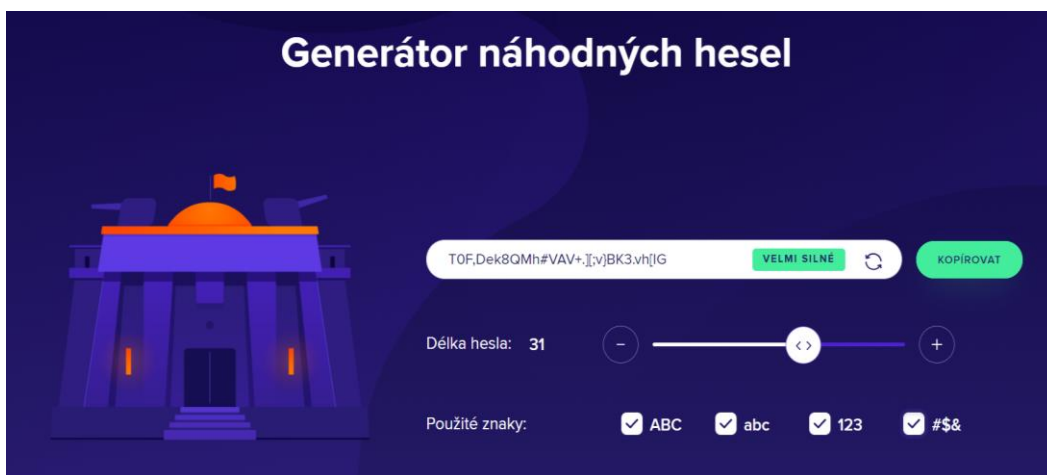 Generátor náhodných hesel
T0F,Dek8QMh#VAV+.][;v}BK3.vh[IG
VELMI SILNÉ
KOPÍROVAT
Délka hesla: 31
Použité znaky: ABC abc 123 #$&